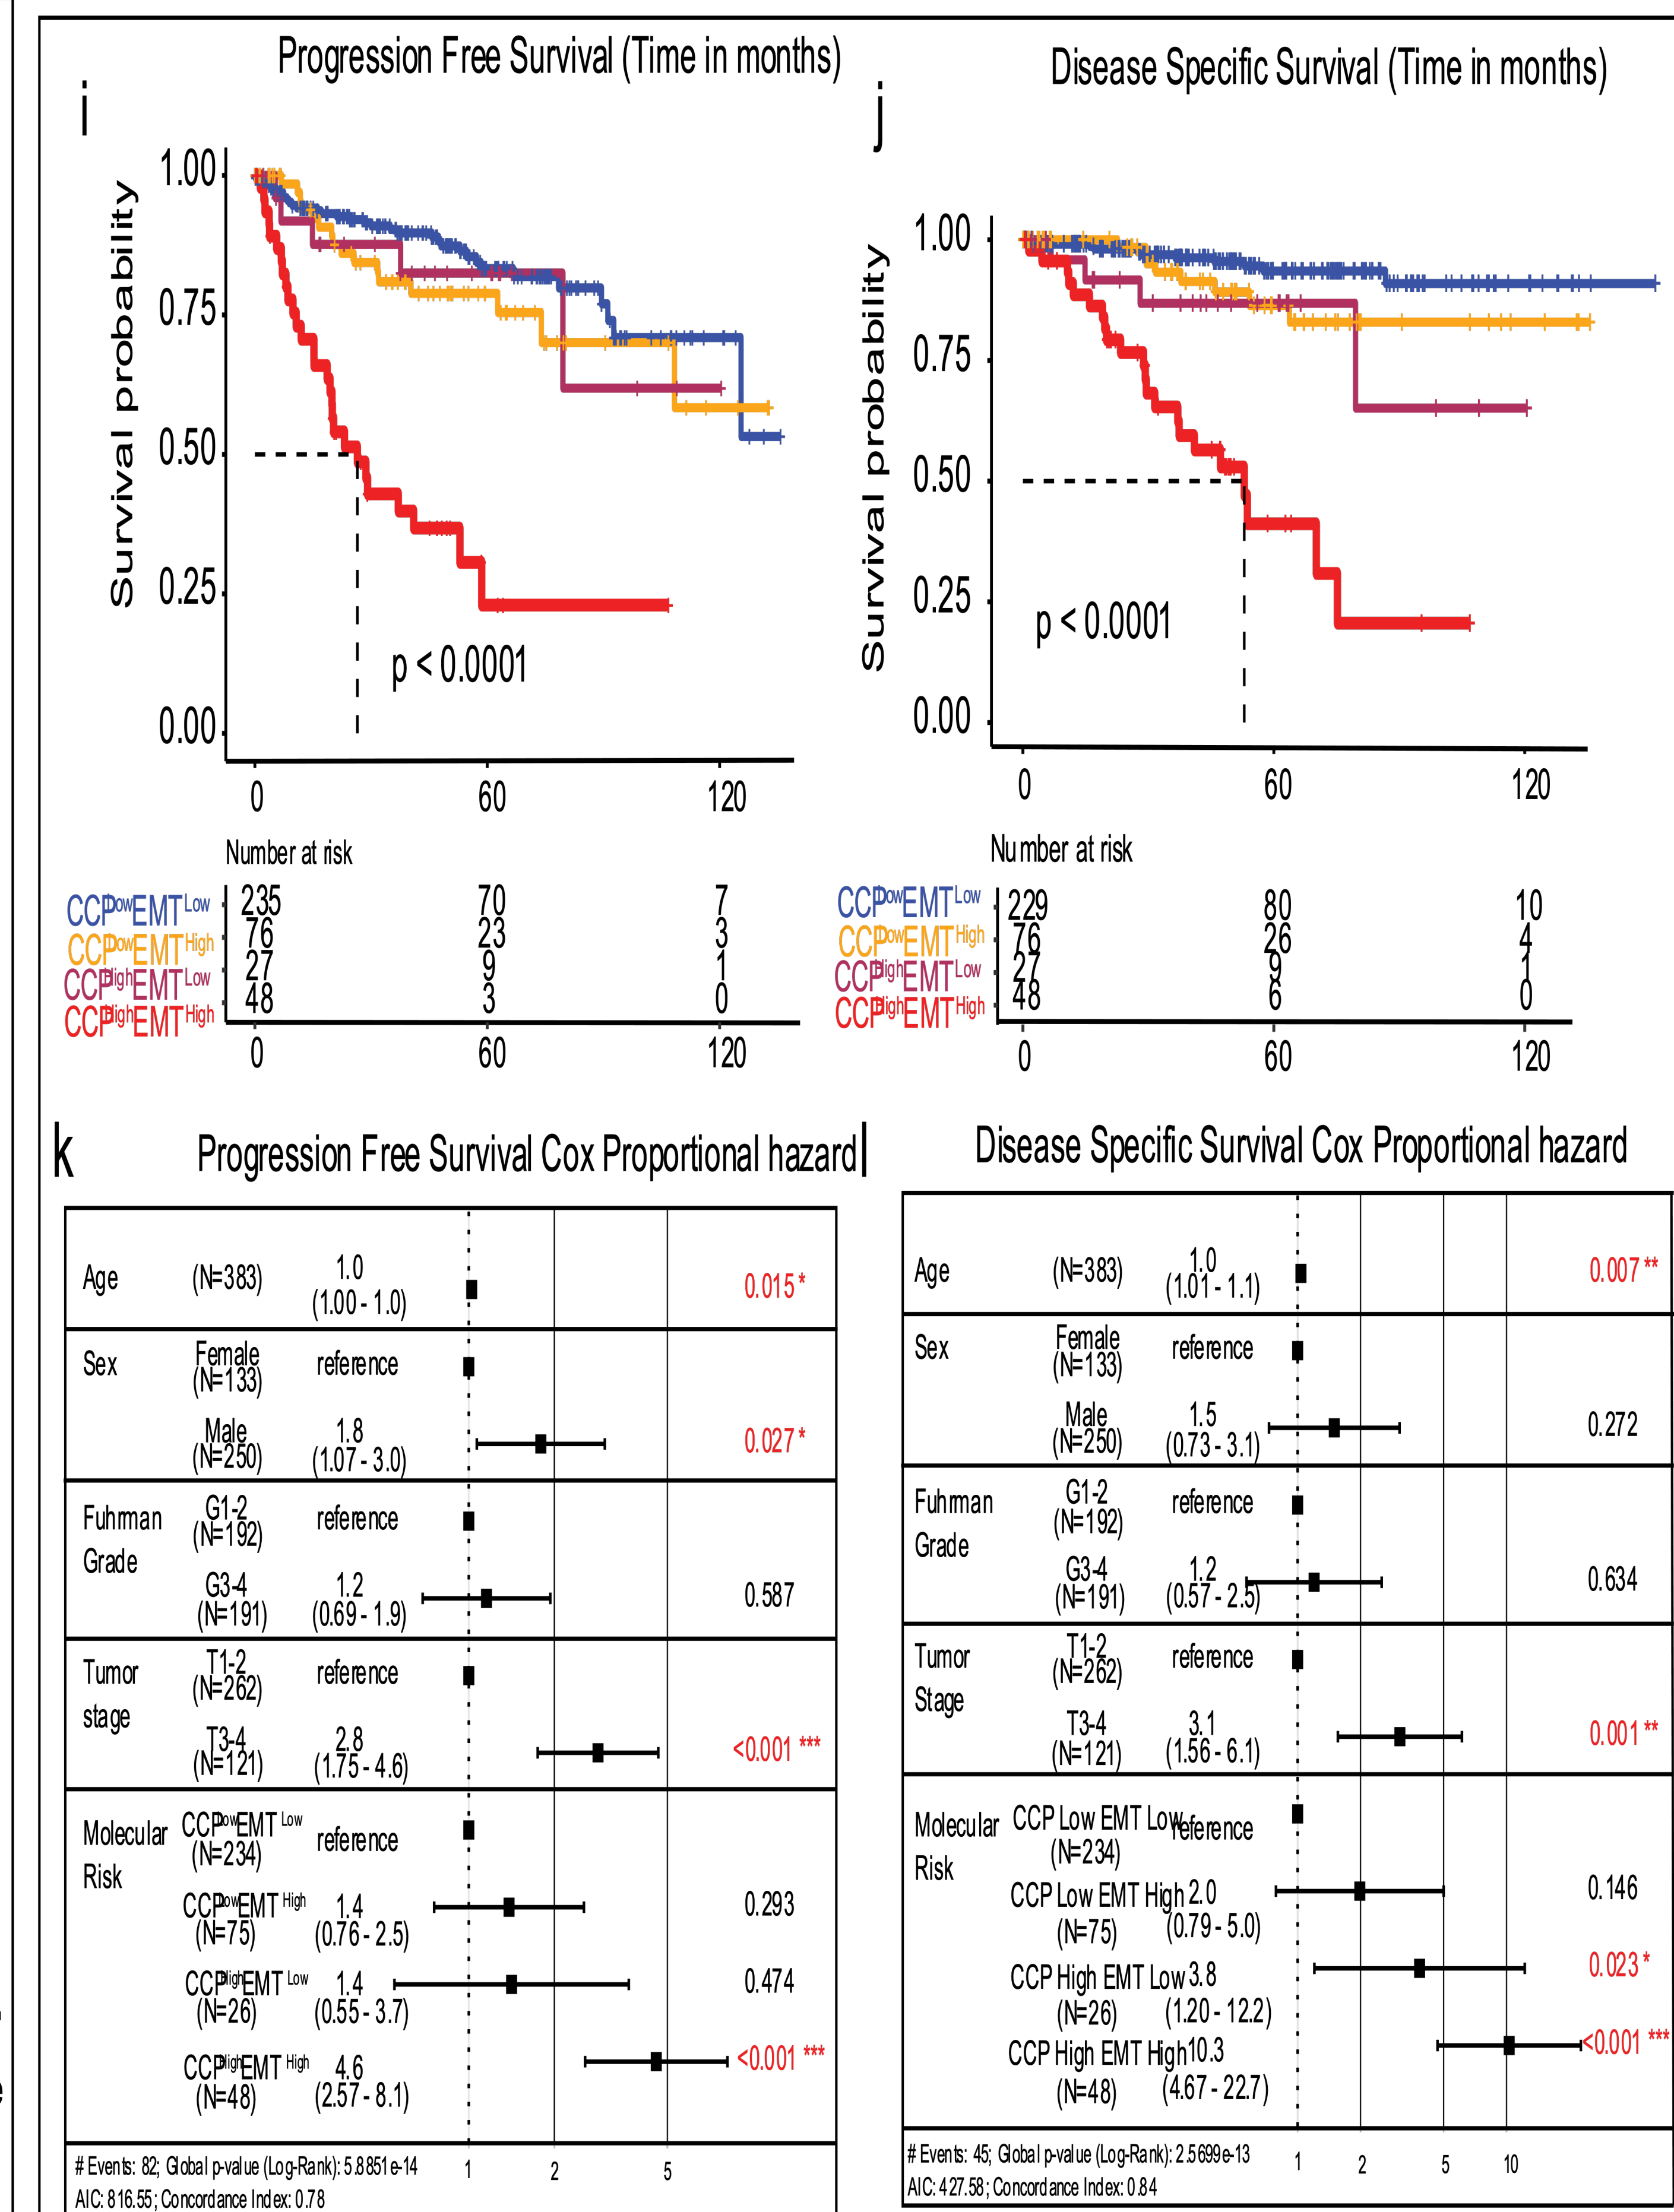 i
Progression Free Survival (Time in months)
Survival probability
1.00
0.75
0.50
0.25
0.00
p < 0.0001
0 60 120
Number at risk
CCPLowEMTLow 235 70 7
CCPLowEMTHigh 76 23 3
CCPHighEMTLow 27 9 1
CCPHighEMTHigh 48 3 0
0 60 120
j
Disease Specific Survival (Time in months)
Survival probability
1.00
0.75
0.50
0.25
0.00
p < 0.0001
0 60 120
Number at risk
CCPLowEMTLow 229 80 10
CCPLowEMTHigh 76 26 4
CCPHighEMTLow 27 9 1
CCPHighEMTHigh 48 6 0
0 60 120
k
Progression Free Survival Cox Proportional hazard
Age (N=383) 1.0 0.015 *
(1.00 - 1.0)
Sex Female reference
(N=133)
Male 1.8 0.027 *
(N=250) (1.07 - 3.0)
Fuhrman G1-2 reference
Grade (N=192)
G3-4 1.2 0.587
(N=191) (0.69 - 1.9)
Tumor T1-2 reference
stage (N=262)
T3-4 2.8 <0.001 ***
(N=121) (1.75 - 4.6)
Molecular CCPLowEMT Low reference
Risk (N=234)
CCPLowEMT High 1.4 0.293
(N=75) (0.76 - 2.5)
CCPHighEMT Low 1.4 0.474
(N=26) (0.55 - 3.7)
CCPHighEMT High 4.6 <0.001 ***
(N=48) (2.57 - 8.1)
# Events: 82; Global p-value (Log-Rank): 5.8851e-14
AIC: 816.55; Concordance Index: 0.78
1 2 5
l
Disease Specific Survival Cox Proportional hazard
Age (N=383) 1.0 0.007 **
(1.01 - 1.1)
Sex Female reference
(N=133)
Male 1.5 0.272
(N=250) (0.73 - 3.1)
Fuhrman G1-2 reference
Grade (N=192)
G3-4 1.2 0.634
(N=191) (0.57 - 2.5)
Tumor T1-2 reference
Stage (N=262)
T3-4 3.1 0.001 **
(N=121) (1.56 - 6.1)
Molecular CCP Low EMT Low reference
Risk (N=234)
CCP Low EMT High 2.0 0.146
(N=75) (0.79 - 5.0)
CCP High EMT Low 3.8 0.023 *
(N=26) (1.20 - 12.2)
CCP High EMT High 10.3 <0.001 ***
(N=48) (4.67 - 22.7)
# Events: 45; Global p-value (Log-Rank): 2.5699e-13
AIC: 427.58; Concordance Index: 0.84
1 2 5 10